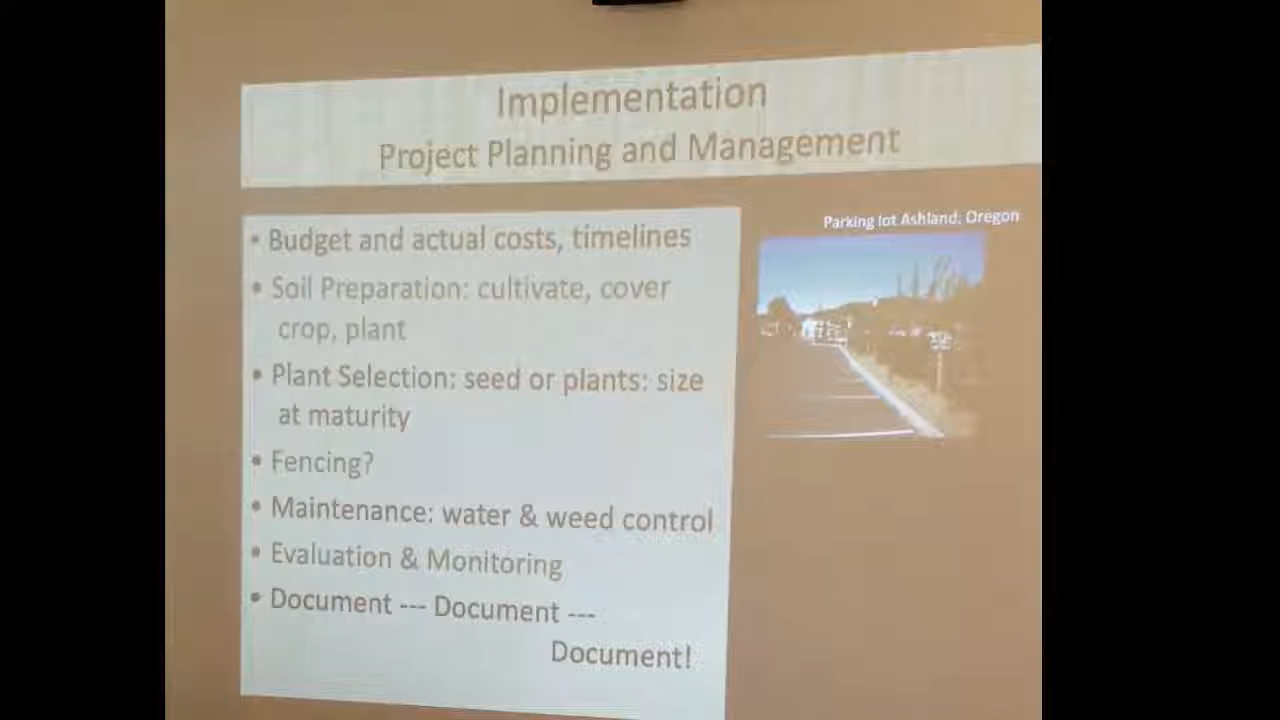 Implementation
Project Planning and Management
Parking lot Ashland, Oregon
• Budget and actual costs, timelines
• Soil Preparation: cultivate, cover
crop, plant
• Plant Selection: seed or plants: size
at maturity
• Fencing?
• Maintenance: water & weed control
• Evaluation & Monitoring
• Document --- Document ---
Document!